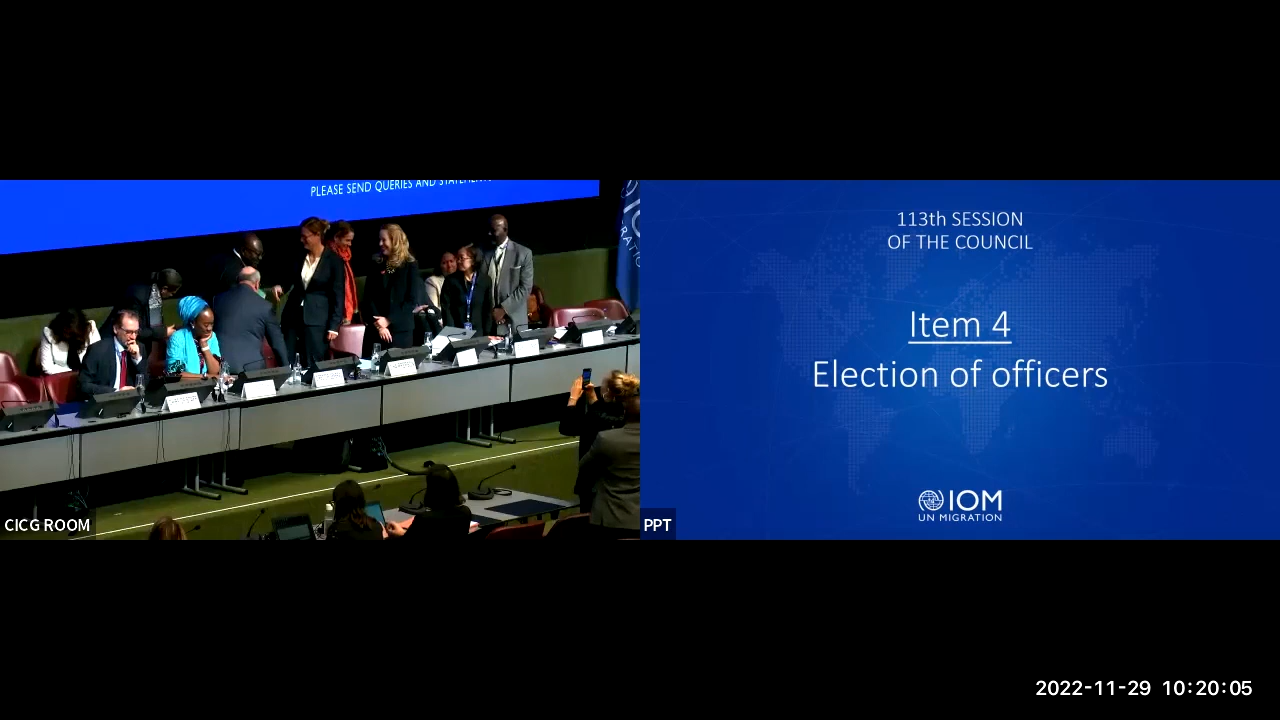 PLEASE SEND QUERIES AND
CICG ROOM
113th SESSION
OF THE COUNCIL
Item 4
Election of officers
IOM
UN MIGRATION
PPT
2022-11-29 10:20:05